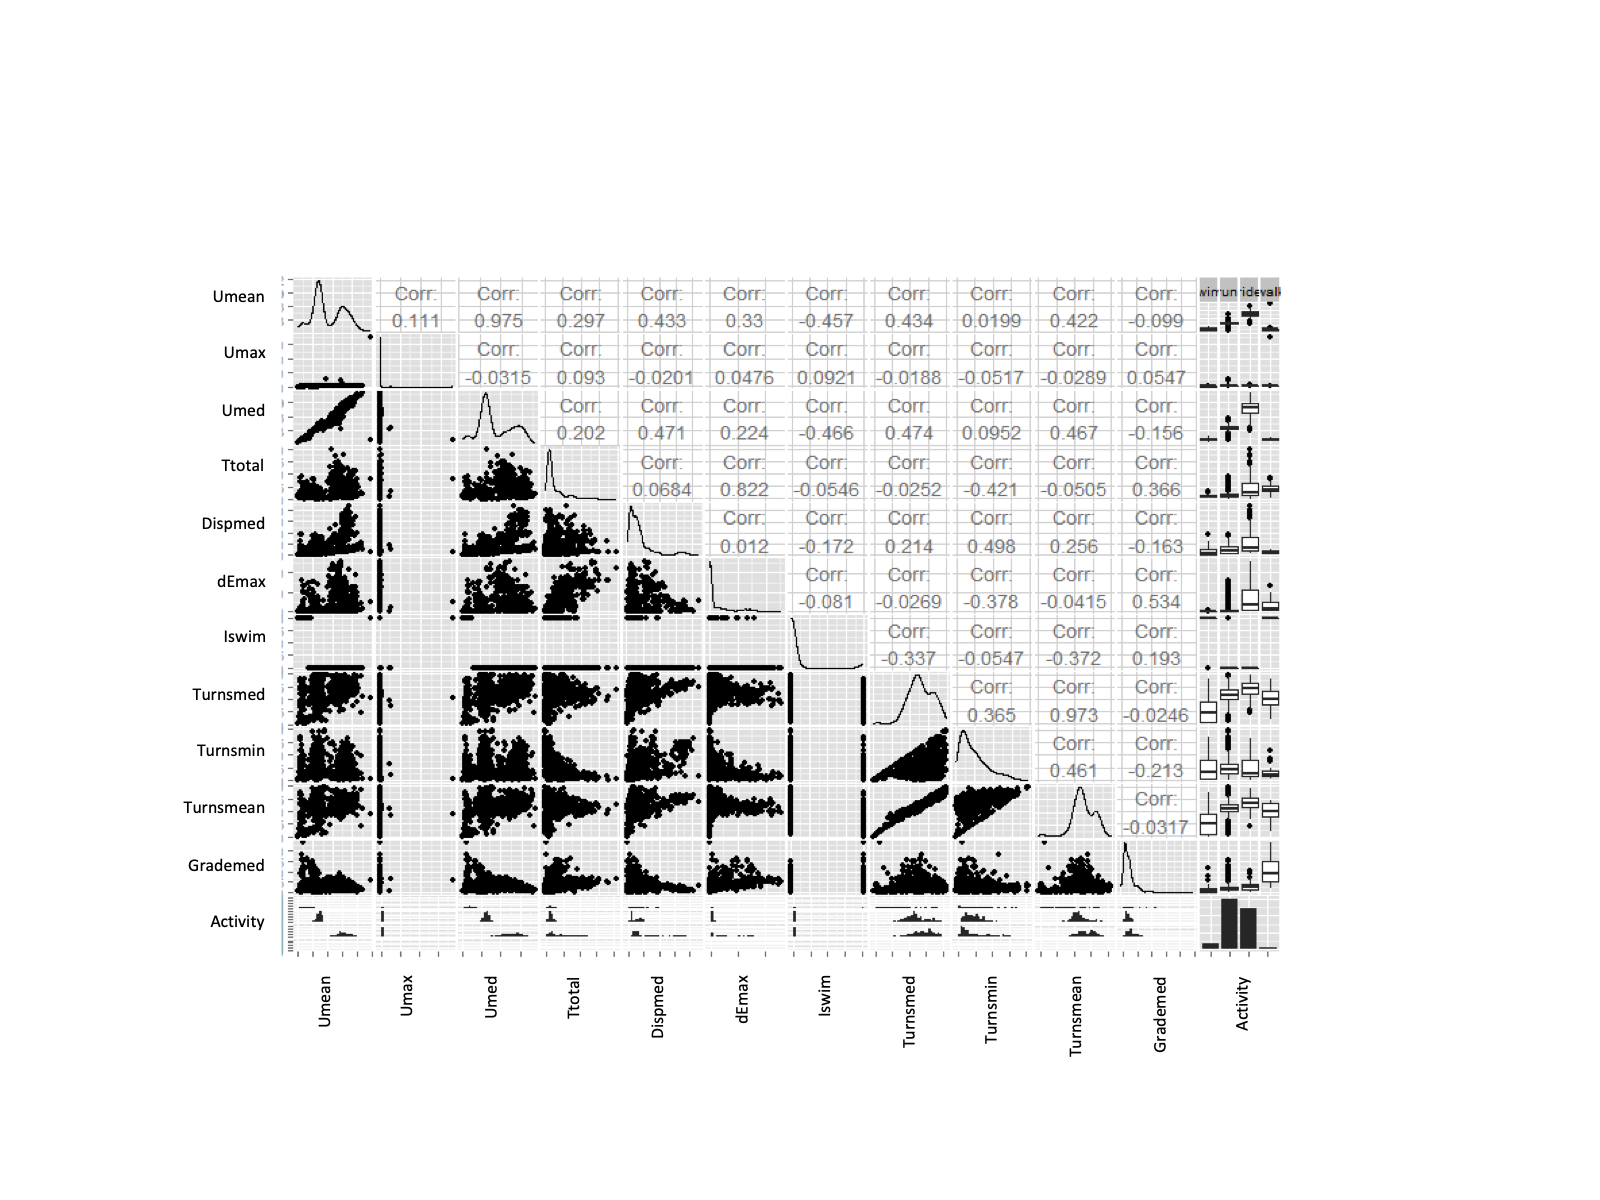 Umean Corr: Corr: Corr: Corr: Corr: Corr: Corr: Corr: Corr: Corr: ride
0.111 0.975 0.297 0.433 0.33 -0.457 0.434 0.0199 0.422 -0.099
Umax Corr: Corr: Corr: Corr: Corr: Corr: Corr: Corr: Corr:
-0.0315 0.093 -0.0201 0.0476 0.0921 -0.0188 -0.0517 -0.0289 0.0547
Umed Corr: Corr: Corr: Corr: Corr: Corr: Corr: Corr:
0.202 0.471 0.224 -0.466 0.474 0.0952 0.467 -0.156
Ttotal Corr: Corr: Corr: Corr: Corr: Corr: Corr:
0.0684 0.822 -0.0546 -0.0252 -0.421 -0.0505 0.366
Dispmed Corr: Corr: Corr: Corr: Corr: Corr:
0.012 -0.172 0.214 0.498 0.256 -0.163
dEmax Corr: Corr: Corr: Corr: Corr:
-0.081 -0.0269 -0.378 -0.0415 0.534
Iswim Corr: Corr: Corr: Corr:
-0.337 -0.0547 -0.372 0.193
Turnsmed Corr: Corr: Corr:
0.365 0.973 -0.0246
Turnsmin Corr: Corr:
0.461 -0.213
Turnsmean Corr:
-0.0317
Grademed
Activity
Umean
Umax
Umed
Ttotal
Dispmed
dEmax
Iswim
Turnsmed
Turnsmin
Turnsmean
Grademed
Activity